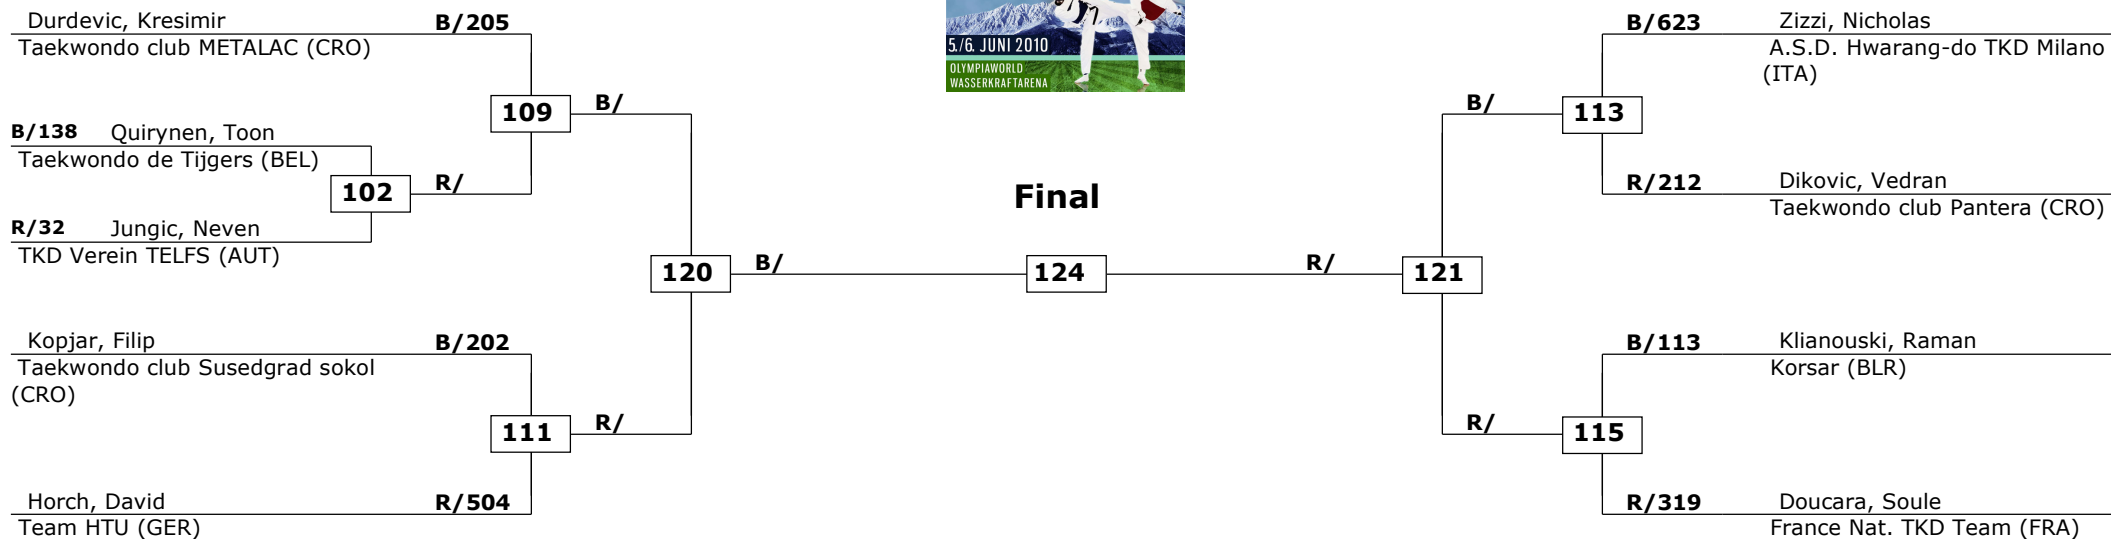 Durdevic, Kresimir
B/205
Taekwondo club METALAC (CRO)
109
B/
B/138 Quirynen, Toon
Taekwondo de Tijgers (BEL)
102
R/
R/32 Jungic, Neven
TKD Verein TELFS (AUT)
120
B/
Kopjar, Filip
B/202
Taekwondo club Susedgrad sokol
(CRO)
111
R/
Horch, David
R/504
Team HTU (GER)
5./6. JUNI 2010
OLYMPIAWORLD
WASSERKRAFTARENA
Final
124
B/623
Zizzi, Nicholas
A.S.D. Hwarang-do TKD Milano
(ITA)
B/
113
R/212
Dikovic, Vedran
Taekwondo club Pantera (CRO)
R/
121
B/113
Klianouski, Raman
Korsar (BLR)
R/
115
R/319
Doucara, Soule
France Nat. TKD Team (FRA)